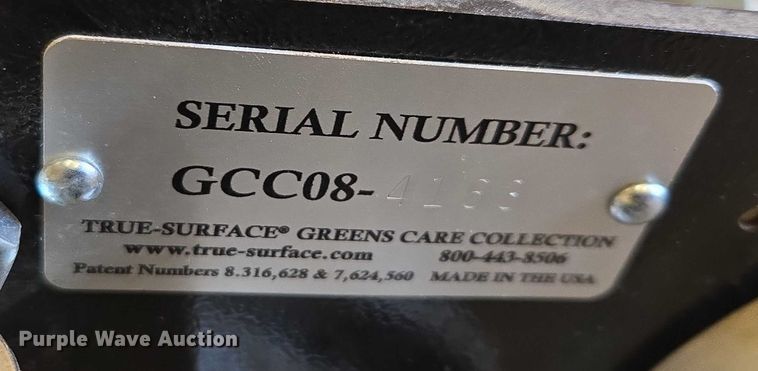 SERIAL NUMBER:
GCC08-
TRUE-SURFACE® GREENS CARE COLLECTION
www.true-surface.com 800-443-8506
Patent Numbers 8.316,628 & 7,624,560 MADE IN THE USA
Purple Wave Auction